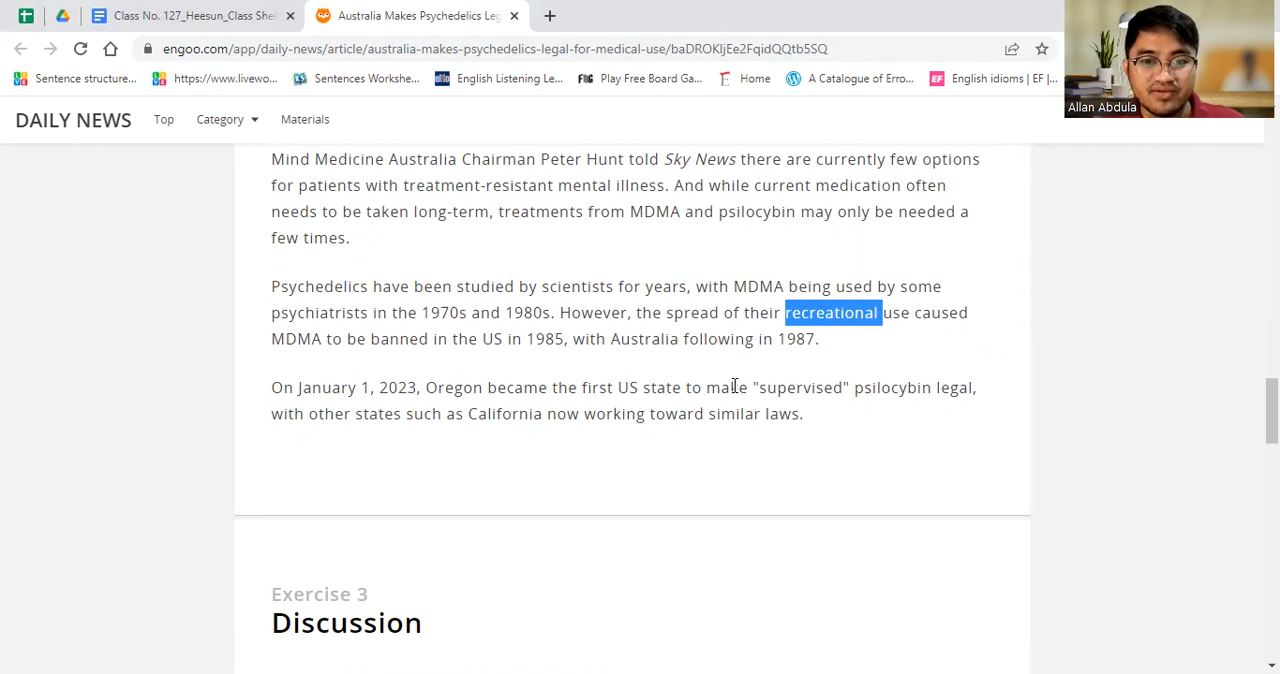 Class No. 127_Heesun_Class She
Australia Makes Psychedelics Leg
engoo.com/app/daily-news/article/australia-makes-psychedelics-legal-for-medical-use/baDROKIjEe2FqidQQtb5SQ
Sentence structure...
https://www.livewo...
Sentences Workshe...
English Listening Le...
Play Free Board Ga...
Home
A Catalogue of Erro...
EF
English idioms | EF |...
Allan Abdula
DAILY NEWS
Top
Category
Materials
Mind Medicine Australia Chairman Peter Hunt told Sky News there are currently few options
for patients with treatment-resistant mental illness. And while current medication often
needs to be taken long-term, treatments from MDMA and psilocybin may only be needed a
few times.
Psychedelics have been studied by scientists for years, with MDMA being used by some
psychiatrists in the 1970s and 1980s. However, the spread of their recreational use caused
MDMA to be banned in the US in 1985, with Australia following in 1987.
On January 1, 2023, Oregon became the first US state to make "supervised" psilocybin legal,
with other states such as California now working toward similar laws.
Exercise 3
Discussion